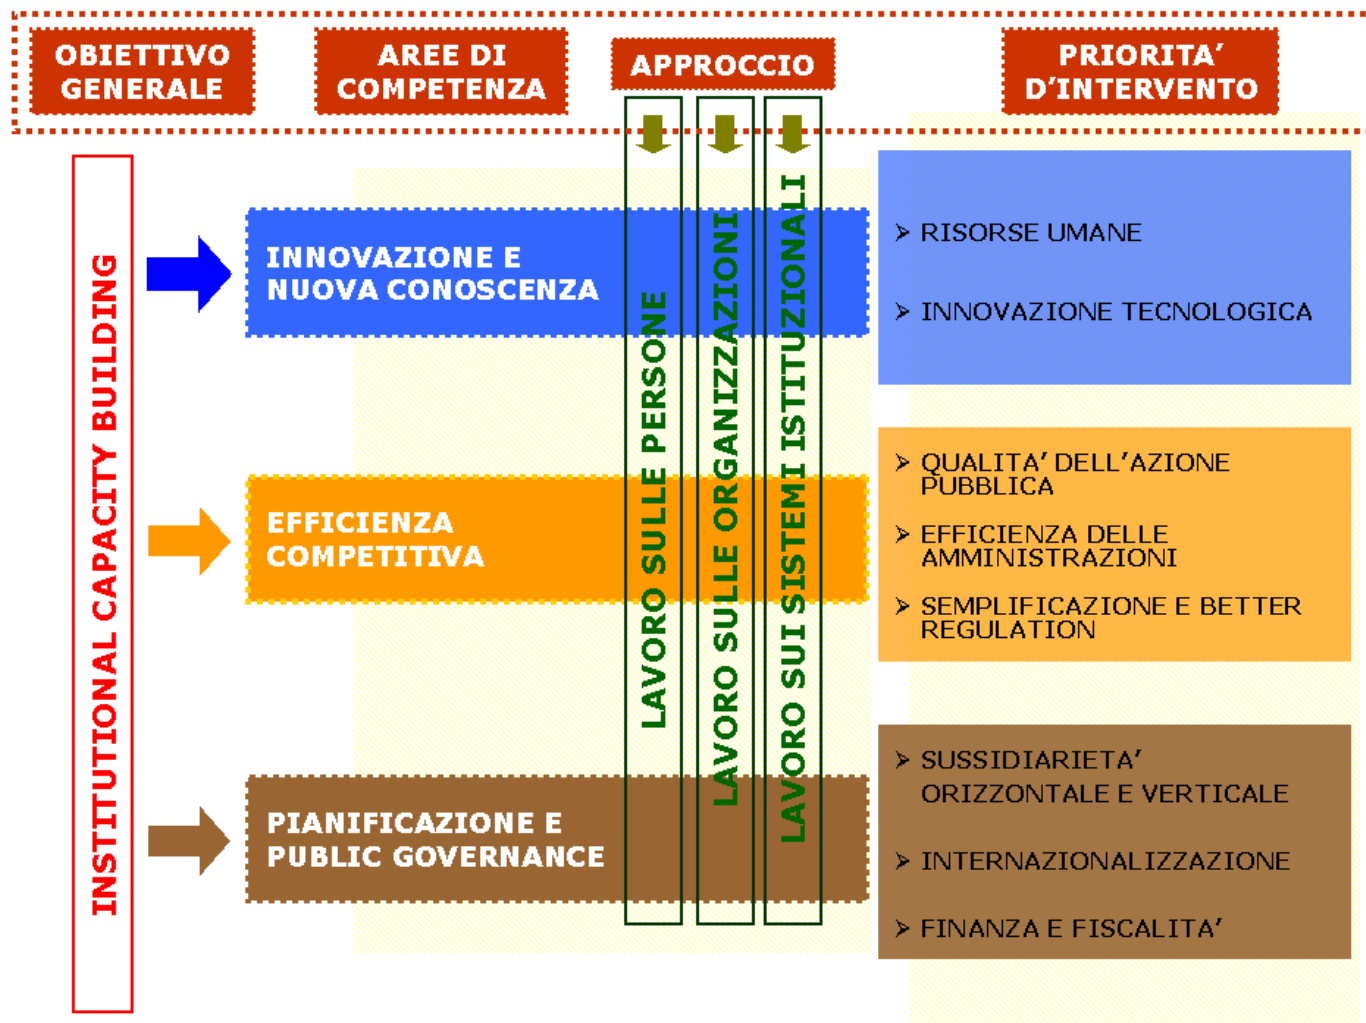 OBIETTIVO
GENERALE
AREE DI
COMPETENZA
APPROCCIO
PRIORITA’
D’INTERVENTO
INSTITUTIONAL CAPACITY BUILDING
INNOVAZIONE E
NUOVA CONOSCENZA
EFFICIENZA
COMPETITIVA
PIANIFICAZIONE E
PUBLIC GOVERNANCE
LAVORO SULLE PERSONE
LAVORO SULLE ORGANIZZAZIONI
LAVORO SUI SISTEMI ISTITUZIONALI
RISORSE UMANE
INNOVAZIONE TECNOLOGICA
QUALITA’ DELL’AZIONE
PUBBLICA
EFFICIENZA DELLE
AMMINISTRAZIONI
SEMPLIFICAZIONE E BETTER
REGULATION
SUSSIDIARIETA’
ORIZZONTALE E VERTICALE
INTERNAZIONALIZZAZIONE
FINANZA E FISCALITA’